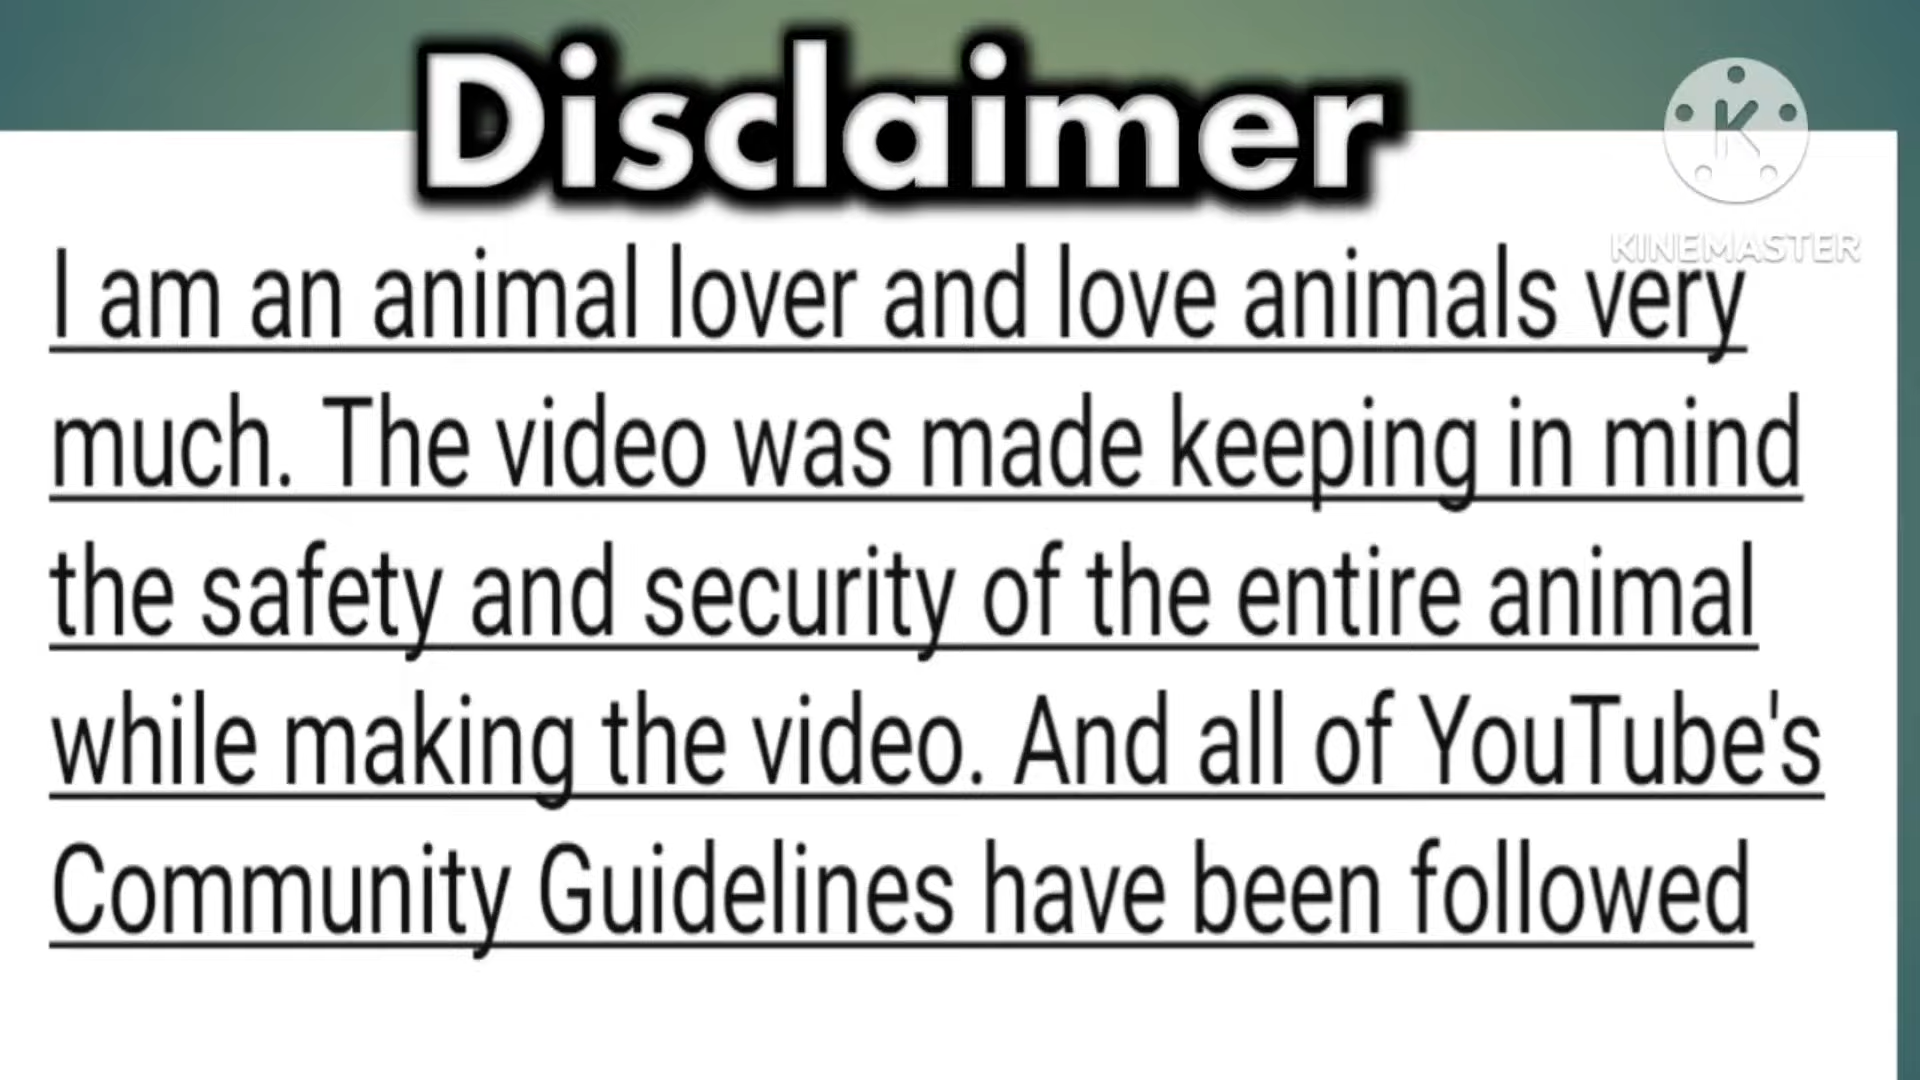 Disclaimer
KINEMASTER
I am an animal lover and love animals very
much. The video was made keeping in mind
the safety and security of the entire animal
while making the video. And all of YouTube's
Community Guidelines have been followed